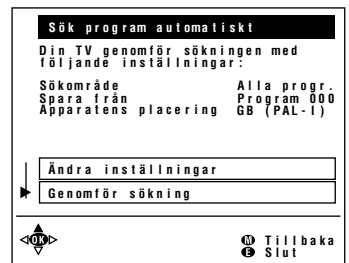 Sök program automatiskt
Din TV genomför sökningen med
följande inställningar:
Sökområde Alla progr.
Spara från Program 000
Apparatens placering GB (PAL-I)
Ändra inställningar
Genomför sökning
OK
M Tillbaka
E Slut